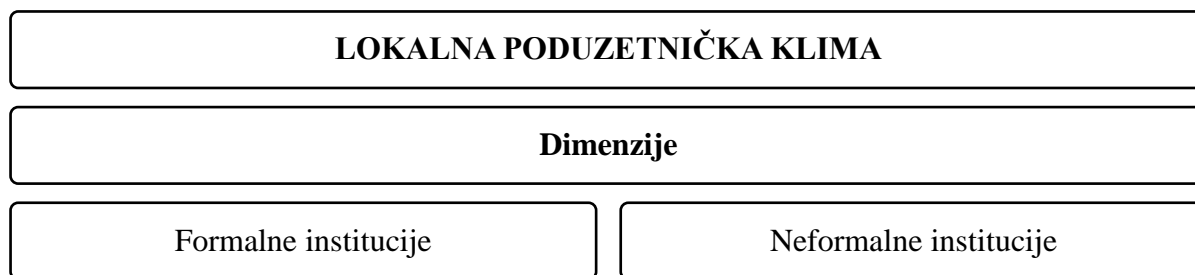 LOKALNA PODUZETNIČKA KLIMA
Dimenzije
Formalne institucije
Neformalne institucije